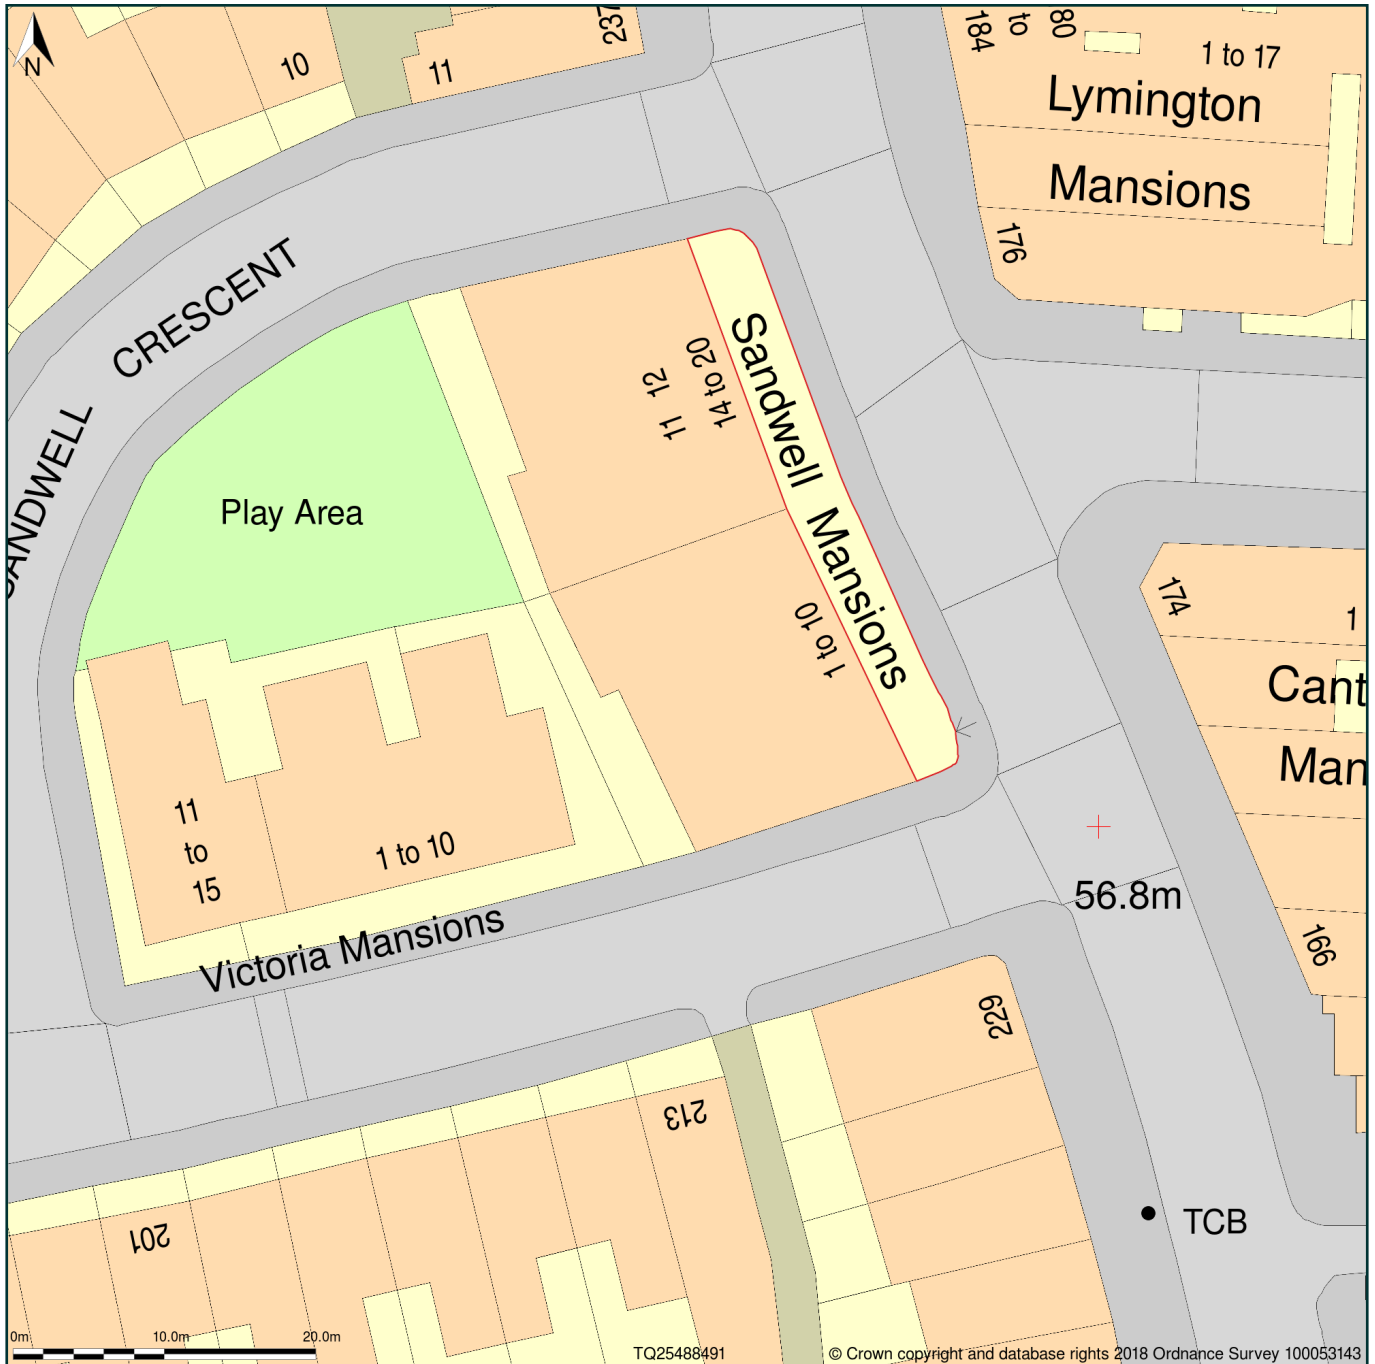 N
10
11
237
184
to
80
1 to 17
Lymington
Mansions
176
SANDWELL
CRESCENT
Play Area
11 12
14 to 20
Sandwell Mansions
1 to 10
174
1
Cant
Man
11
to
15
1 to 10
Victoria Mansions
56.8m
166
229
213
201
TCB
0m 10.0m 20.0m
TQ25488491
© Crown copyright and database rights 2018 Ordnance Survey 100053143